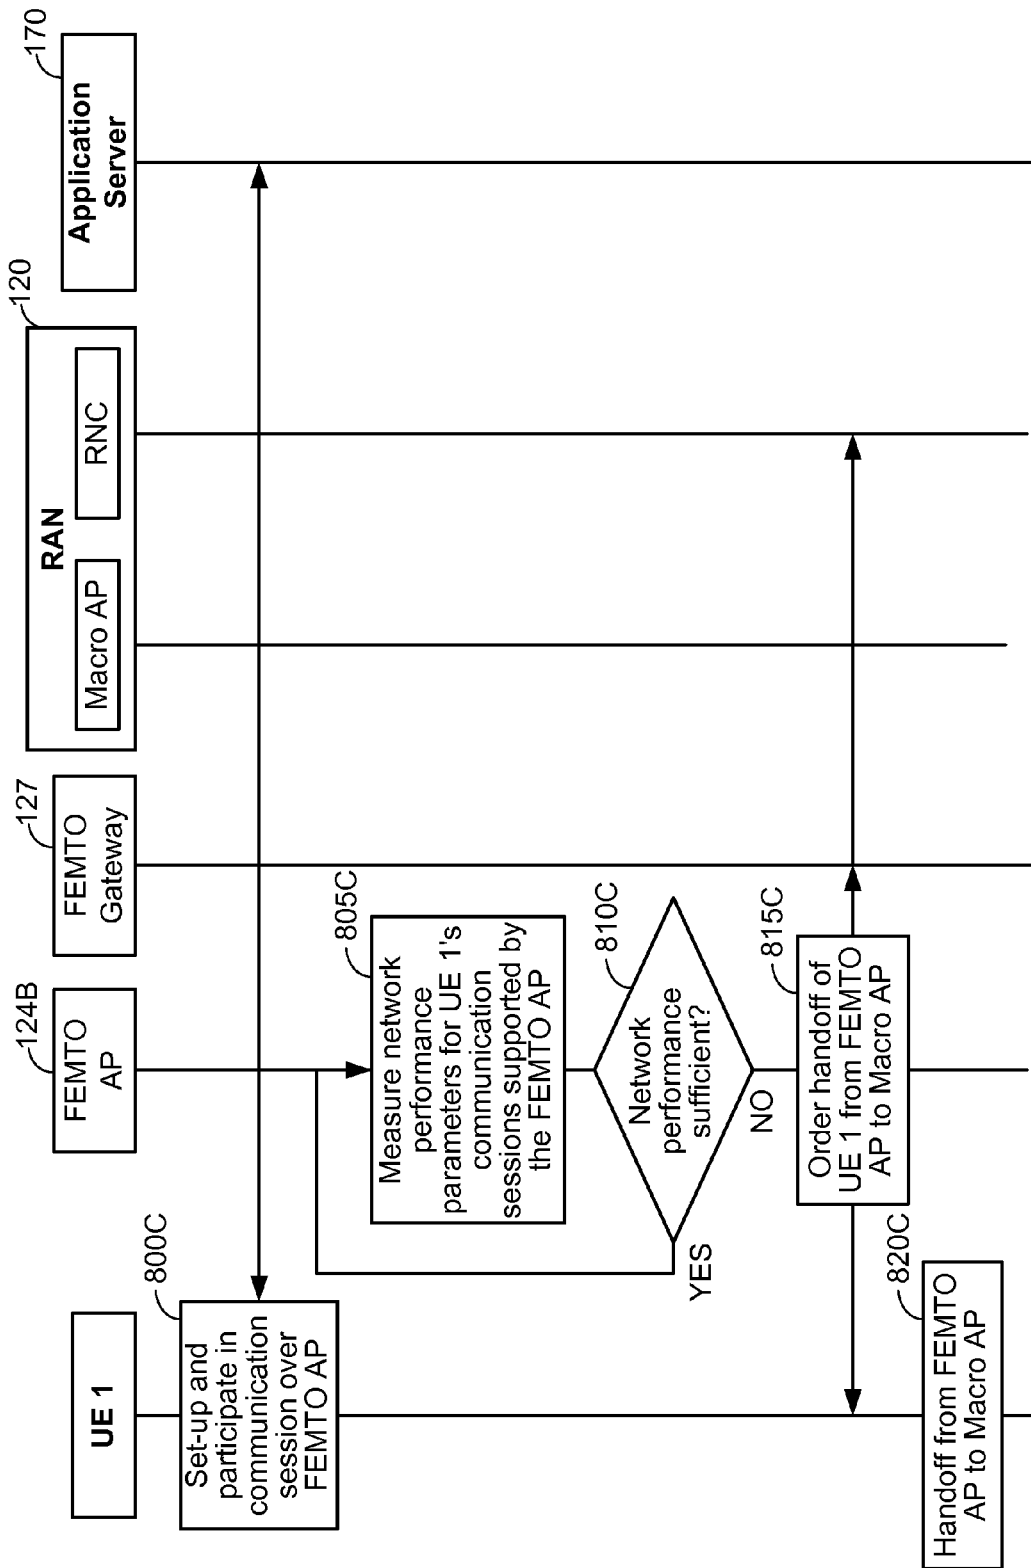 UE 1
124B
FEMTO
AP
127
FEMTO
Gateway
120
RAN
Macro AP
RNC
170
Application
Server
800C
Set-up and
participate in
communication
session over
FEMTO AP
805C
Measure network
performance
parameters for UE 1's
communication
sessions supported by
the FEMTO AP
810C
Network
performance
sufficient?
YES
NO
815C
Order handoff of
UE 1 from FEMTO
AP to Macro AP
820C
Handoff from FEMTO
AP to Macro AP